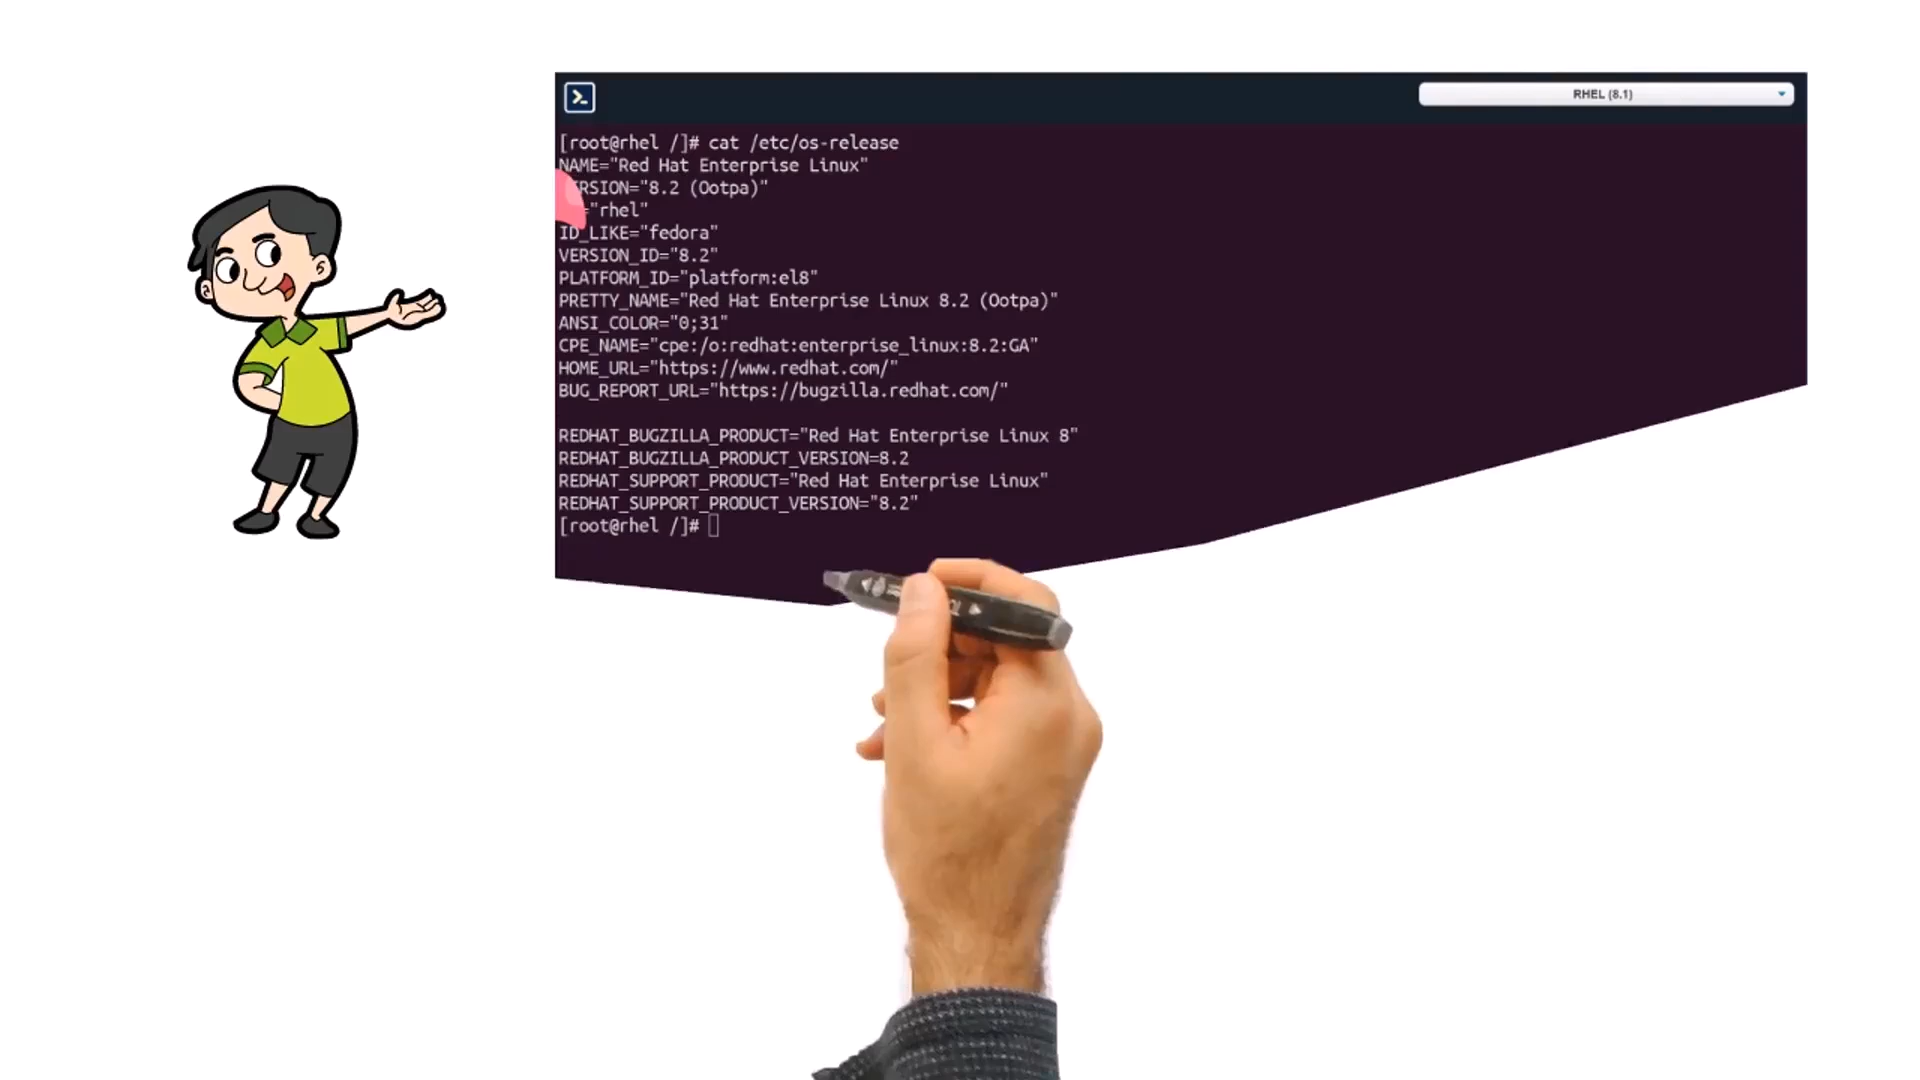 RHEL (8.1)
[root@rhel /]# cat /etc/os-release
NAME="Red Hat Enterprise Linux"
RSION="8.2 (Ootpa)"
="rhel"
ID_LIKE="fedora"
VERSION_ID="8.2"
PLATFORM_ID="platform:el8"
PRETTY_NAME="Red Hat Enterprise Linux 8.2 (Ootpa)"
ANSI_COLOR="0;31"
CPE_NAME="cpe:/o:redhat:enterprise_linux:8.2:GA"
HOME_URL="https://www.redhat.com/"
BUG_REPORT_URL="https://bugzilla.redhat.com/"
REDHAT_BUGZILLA_PRODUCT="Red Hat Enterprise Linux 8"
REDHAT_BUGZILLA_PRODUCT_VERSION=8.2
REDHAT_SUPPORT_PRODUCT="Red Hat Enterprise Linux"
REDHAT_SUPPORT_PRODUCT_VERSION="8.2"
[root@rhel /]#